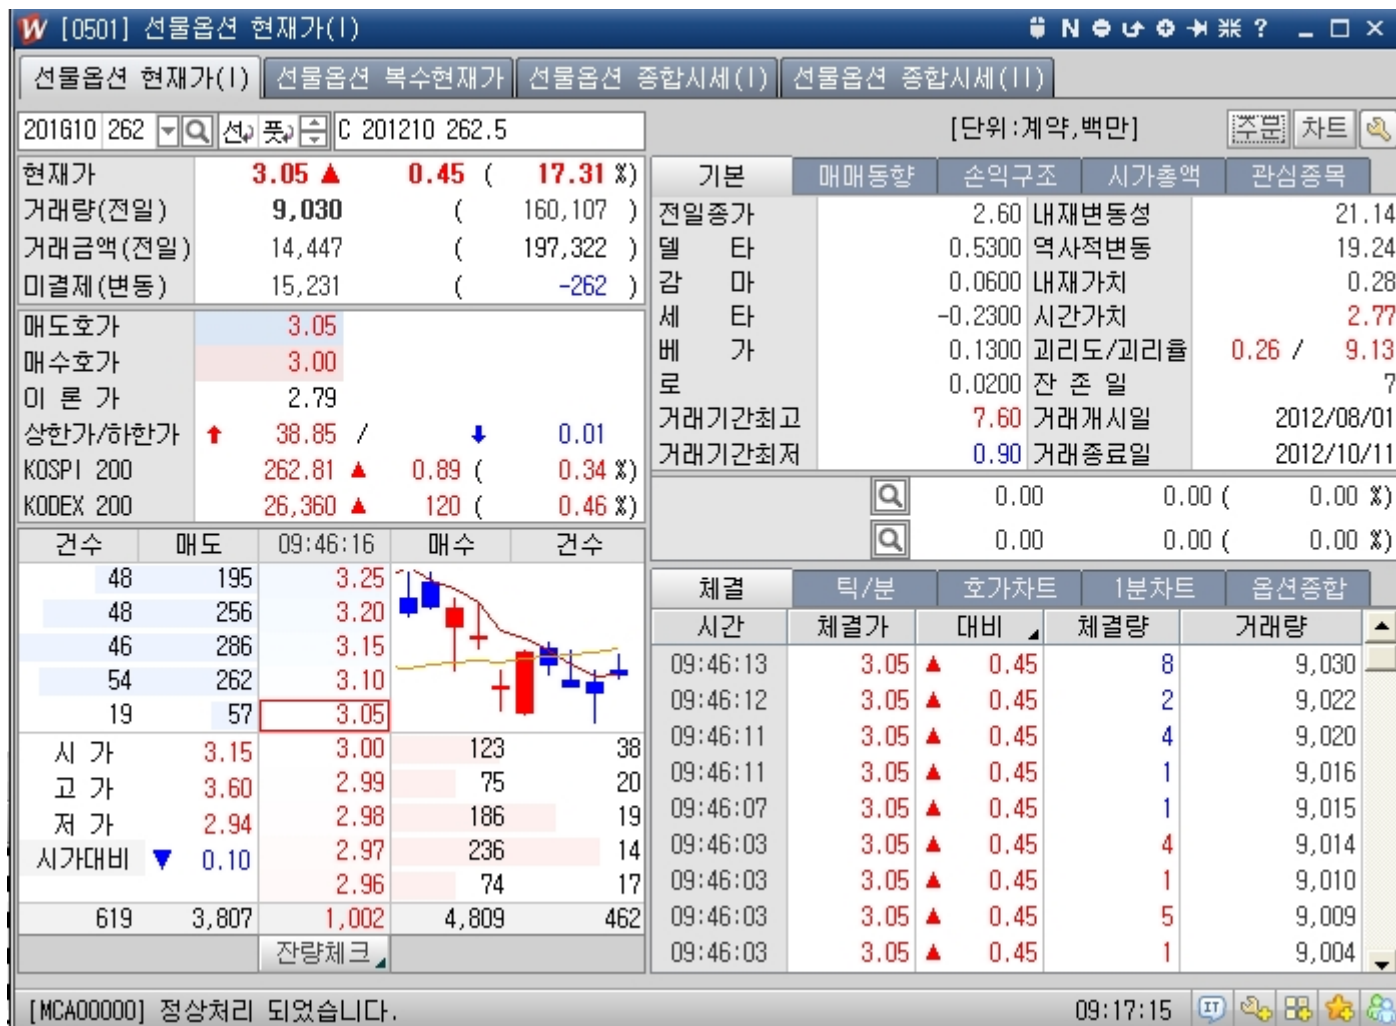 W [0501] 선물옵션 현재가(I) N ?
선물옵션 현재가(I) 선물옵션 복수현재가 선물옵션 종합시세(I) 선물옵션 종합시세(II)
201G10 262 선 풋 C 201210 262.5 [단위:계약,백만] 주문 차트
현재가 3.05 ▲ 0.45 ( 17.31 %)
거래량(전일) 9,030 ( 160,107 )
거래금액(전일) 14,447 ( 197,322 )
미결제(변동) 15,231 ( -262 )
매도호가 3.05
매수호가 3.00
이 론 가 2.79
상한가/하한가 ⬆ 38.85 / ⬇ 0.01
KOSPI 200 262.81 ▲ 0.89 ( 0.34 %)
KODEX 200 26,360 ▲ 120 ( 0.46 %)
기본 매매동향 손익구조 시가총액 관심종목
전일종가 2.60 내재변동성 21.14
델 타 0.5300 역사적변동 19.24
감 마 0.0600 내재가치 0.28
세 타 -0.2300 시간가치 2.77
베 가 0.1300 괴리도/괴리율 0.26 / 9.13
로 0.0200 잔 존 일 7
거래기간최고 7.60 거래개시일 2012/08/01
거래기간최저 0.90 거래종료일 2012/10/11
0.00 0.00 ( 0.00 %)
0.00 0.00 ( 0.00 %)
건수 매도 09:46:16 매수 건수
48 195 3.25
48 256 3.20
46 286 3.15
54 262 3.10
19 57 3.05
시 가 3.15 3.00 123 38
고 가 3.60 2.99 75 20
저 가 2.94 2.98 186 19
시가대비 ▼ 0.10 2.97 236 14
2.96 74 17
619 3,807 1,002 4,809 462
잔량체크
체결 틱/분 호가차트 1분차트 옵션종합
시간 체결가 대비 체결량 거래량
09:46:13 3.05 ▲ 0.45 8 9,030
09:46:12 3.05 ▲ 0.45 2 9,022
09:46:11 3.05 ▲ 0.45 4 9,020
09:46:11 3.05 ▲ 0.45 1 9,016
09:46:07 3.05 ▲ 0.45 1 9,015
09:46:03 3.05 ▲ 0.45 4 9,014
09:46:03 3.05 ▲ 0.45 1 9,010
09:46:03 3.05 ▲ 0.45 5 9,009
09:46:03 3.05 ▲ 0.45 1 9,004
[MCA00000] 정상처리 되었습니다. 09:17:15 IT